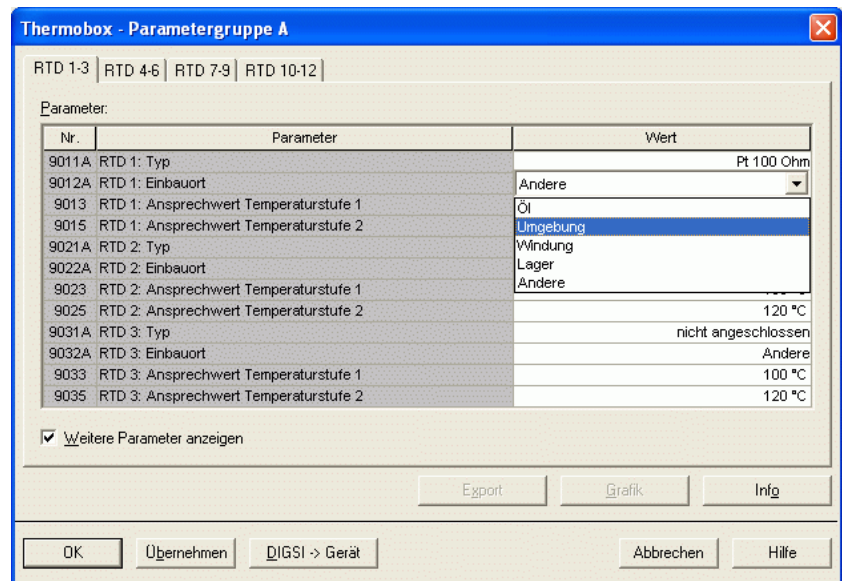 Thermobox - Parametergruppe A
RTD 1-3 RTD 4-6 RTD 7-9 RTD 10-12
Parameter:
Nr. Parameter Wert
9011A RTD 1: Typ Pt 100 Ohm
9012A RTD 1: Einbauort Andere
9013 RTD 1: Ansprechwert Temperaturstufe 1 Öl
9015 RTD 1: Ansprechwert Temperaturstufe 2 Umgebung
9021A RTD 2: Typ Windung
9022A RTD 2: Einbauort Lager
9023 RTD 2: Ansprechwert Temperaturstufe 1 Andere
9025 RTD 2: Ansprechwert Temperaturstufe 2 120 °C
9031A RTD 3: Typ nicht angeschlossen
9032A RTD 3: Einbauort Andere
9033 RTD 3: Ansprechwert Temperaturstufe 1 100 °C
9035 RTD 3: Ansprechwert Temperaturstufe 2 120 °C
Weitere Parameter anzeigen
Export Grafik Info
OK Übernehmen DIGSI -> Gerät Abbrechen Hilfe